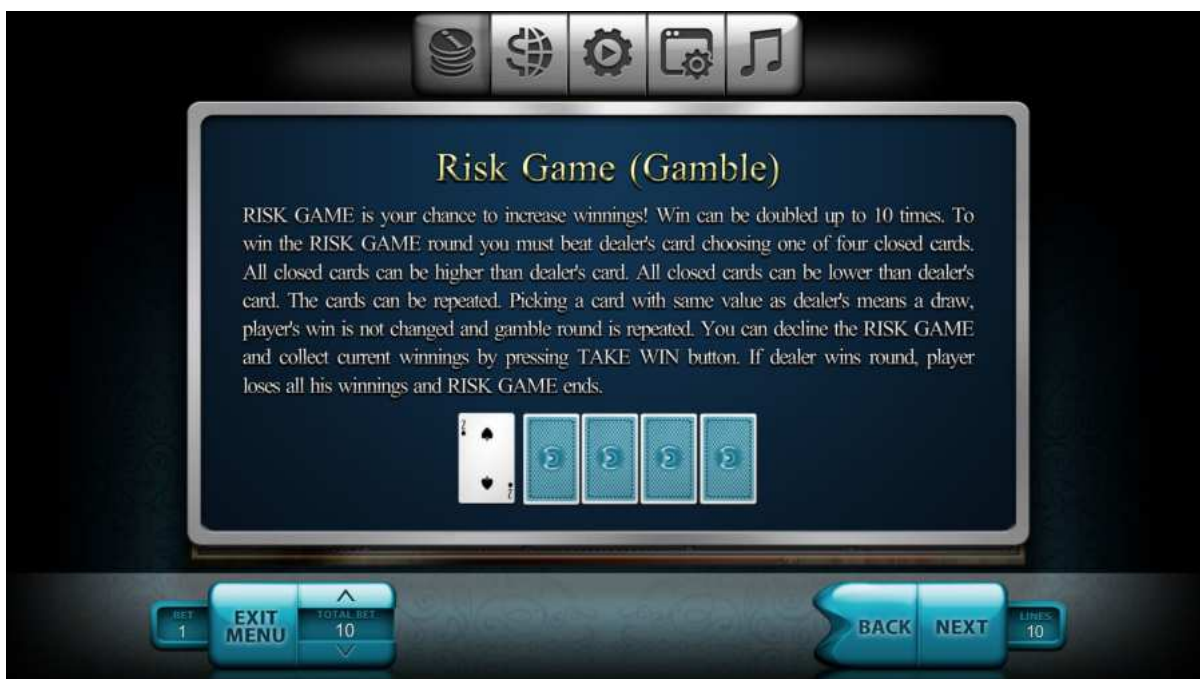 Risk Game (Gamble)
RISK GAME is your chance to increase winnings! Win can be doubled up to 10 times. To
win the RISK GAME round you must beat dealer's card choosing one of four closed cards.
All closed cards can be higher than dealer's card. All closed cards can be lower than dealer's
card. The cards can be repeated. Picking a card with same value as dealer's means a draw,
player's win is not changed and gamble round is repeated. You can decline the RISK GAME
and collect current winnings by pressing TAKE WIN button. If dealer wins round, player
loses all his winnings and RISK GAME ends.
2
2
BET
1
EXIT
MENU
TOTAL BET
10
BACK
NEXT
LINES
10